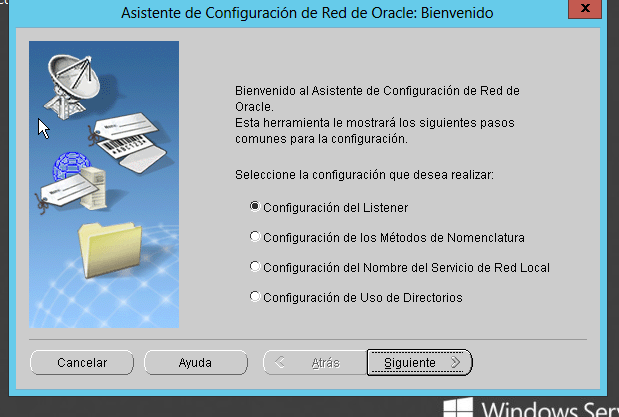 Asistente de Configuración de Red de Oracle: Bienvenido
x
Bienvenido al Asistente de Configuración de Red de
Oracle.
Esta herramienta le mostrará los siguientes pasos
comunes para la configuración.
Seleccione la configuración que desea realizar:
Configuración del Listener
Configuración de los Métodos de Nomenclatura
Configuración del Nombre del Servicio de Red Local
Configuración de Uso de Directorios
Cancelar
Ayuda
Atrás
Siguiente
Windows Serv